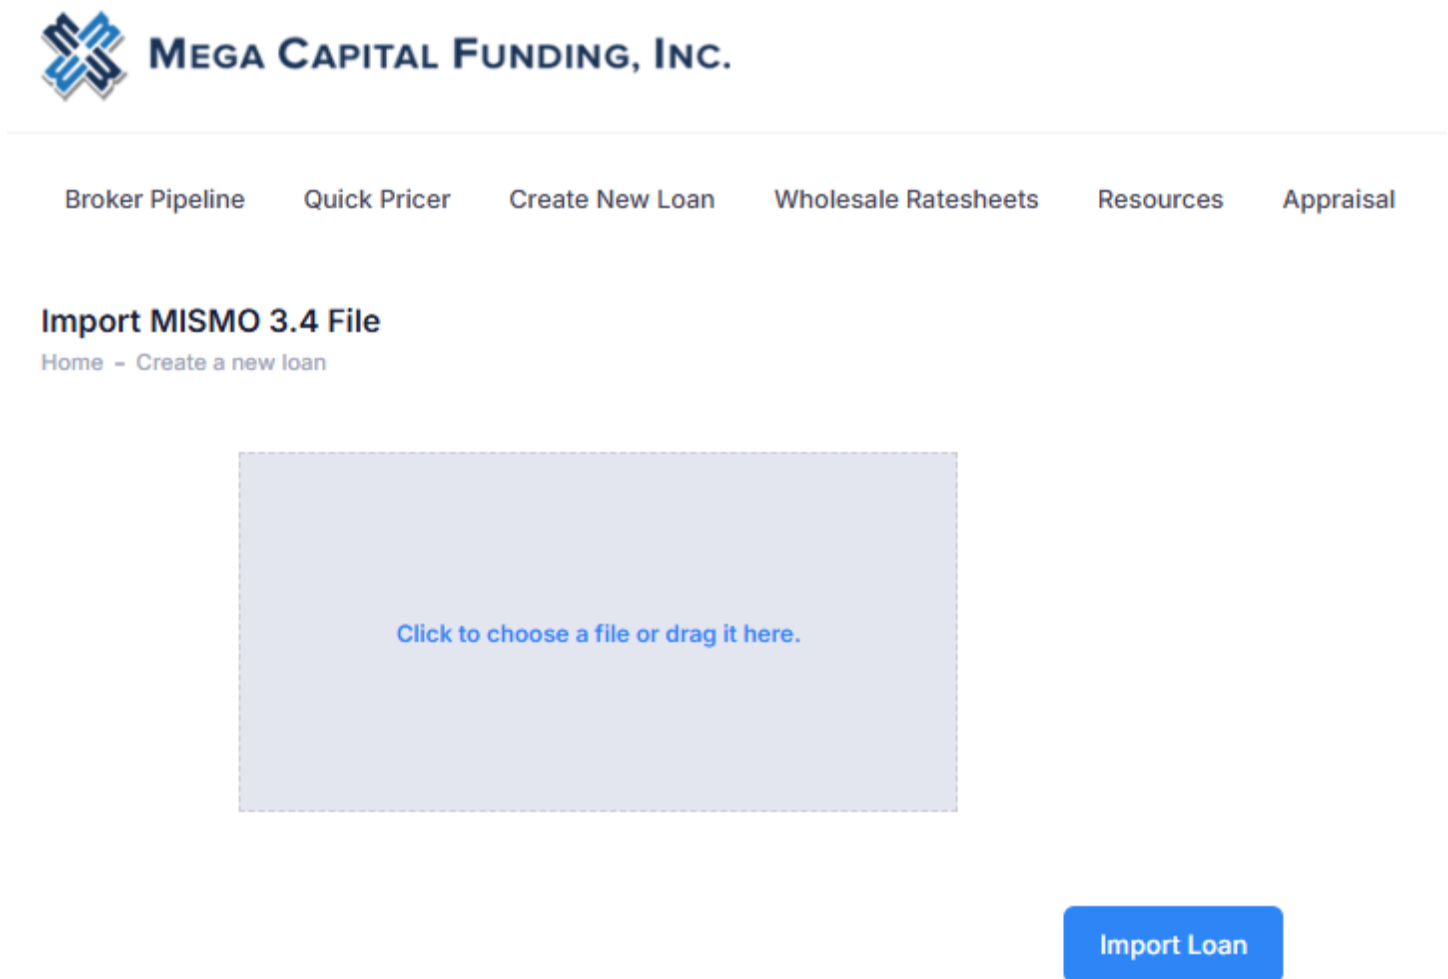 MEGA CAPITAL FUNDING, INC.
Broker Pipeline Quick Pricer Create New Loan Wholesale Ratesheets Resources Appraisal
Import MISMO 3.4 File
Home - Create a new loan
Click to choose a file or drag it here.
Import Loan